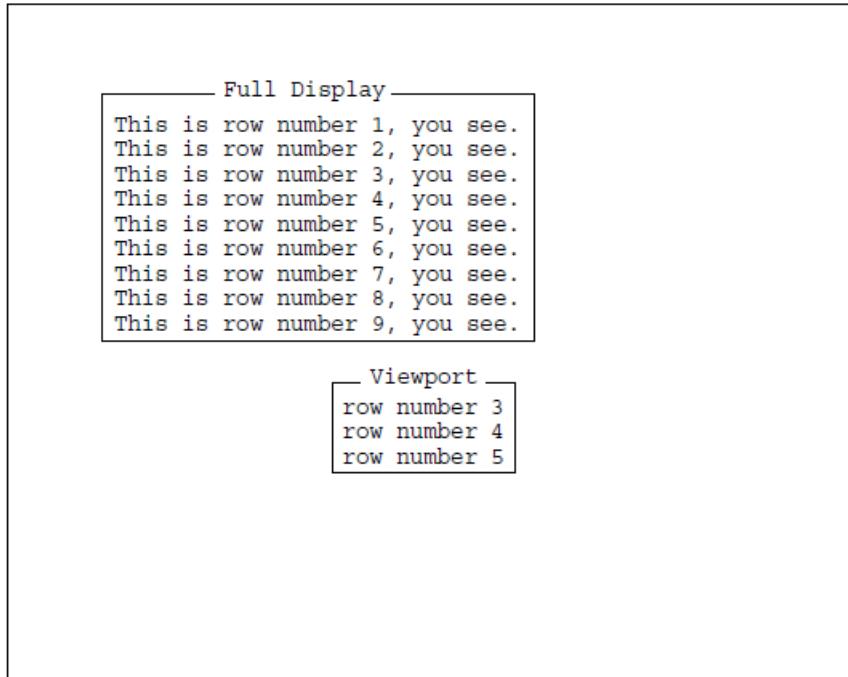 Full Display
This is row number 1, you see.
This is row number 2, you see.
This is row number 3, you see.
This is row number 4, you see.
This is row number 5, you see.
This is row number 6, you see.
This is row number 7, you see.
This is row number 8, you see.
This is row number 9, you see.
Viewport
row number 3
row number 4
row number 5